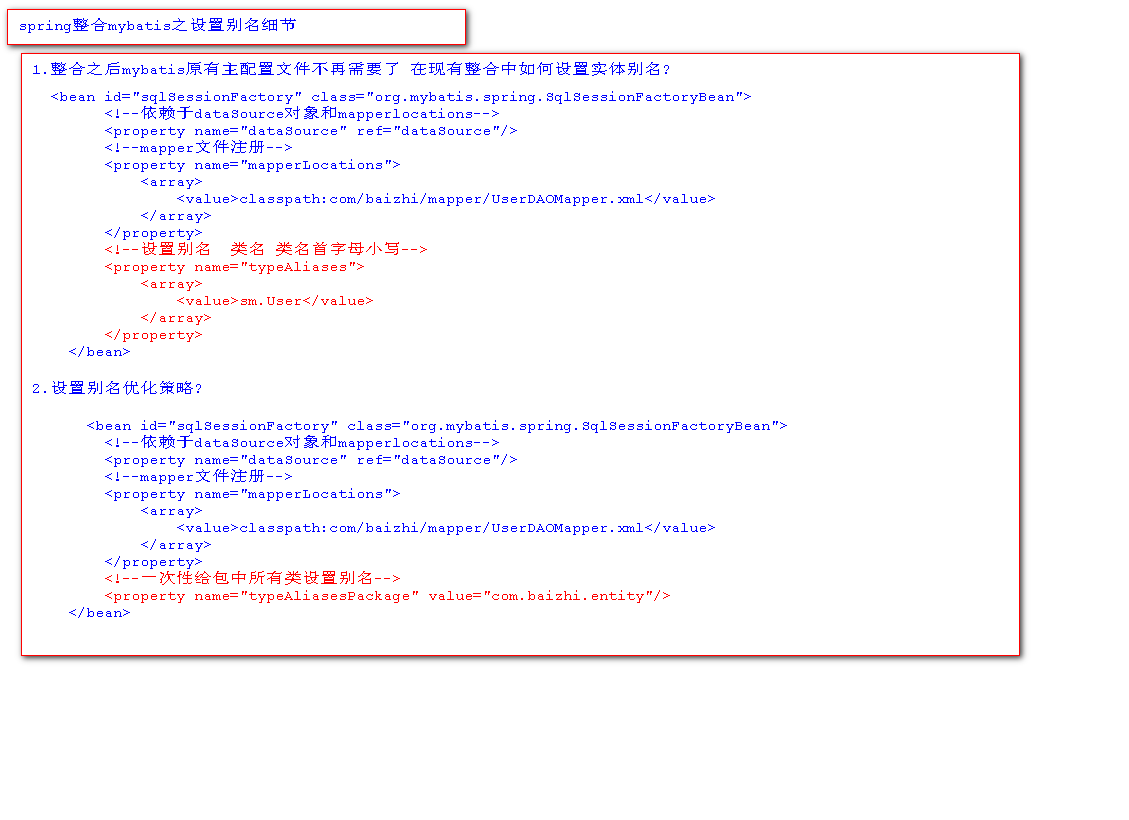 spring整合mybatis之设置别名细节
1.整合之后mybatis原有主配置文件不再需要了 在现有整合中如何设置实体别名?
<bean id="sqlSessionFactory" class="org.mybatis.spring.SqlSessionFactoryBean">
<!--依赖于dataSource对象和mapperlocations-->
<property name="dataSource" ref="dataSource"/>
<!--mapper文件注册-->
<property name="mapperLocations">
<array>
<value>classpath:com/baizhi/mapper/UserDAOMapper.xml</value>
</array>
</property>
<!--设置别名  类名 类名首字母小写-->
<property name="typeAliases">
<array>
<value>sm.User</value>
</array>
</property>
</bean>
2.设置别名优化策略?
<bean id="sqlSessionFactory" class="org.mybatis.spring.SqlSessionFactoryBean">
<!--依赖于dataSource对象和mapperlocations-->
<property name="dataSource" ref="dataSource"/>
<!--mapper文件注册-->
<property name="mapperLocations">
<array>
<value>classpath:com/baizhi/mapper/UserDAOMapper.xml</value>
</array>
</property>
<!--一次性给包中所有类设置别名-->
<property name="typeAliasesPackage" value="com.baizhi.entity"/>
</bean>